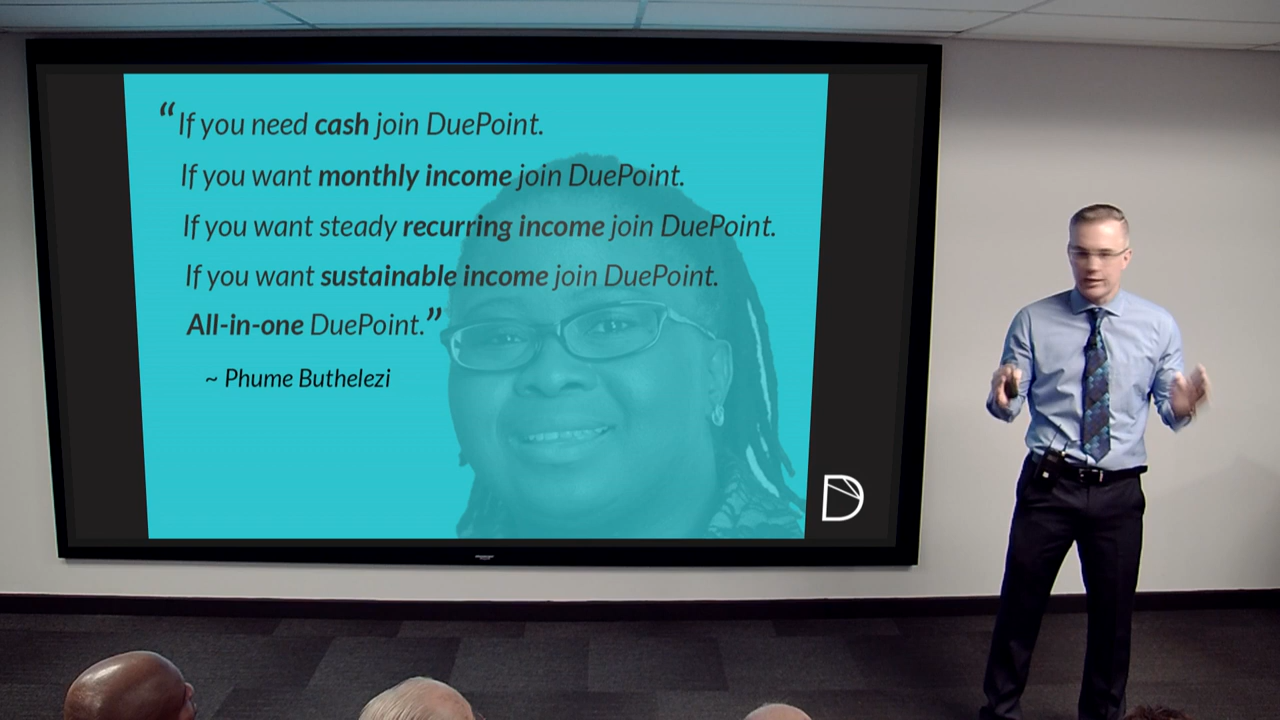 “If you need cash join DuePoint.
If you want monthly income join DuePoint.
If you want steady recurring income join DuePoint.
If you want sustainable income join DuePoint.
All-in-one DuePoint.”
~ Phume Buthelezi